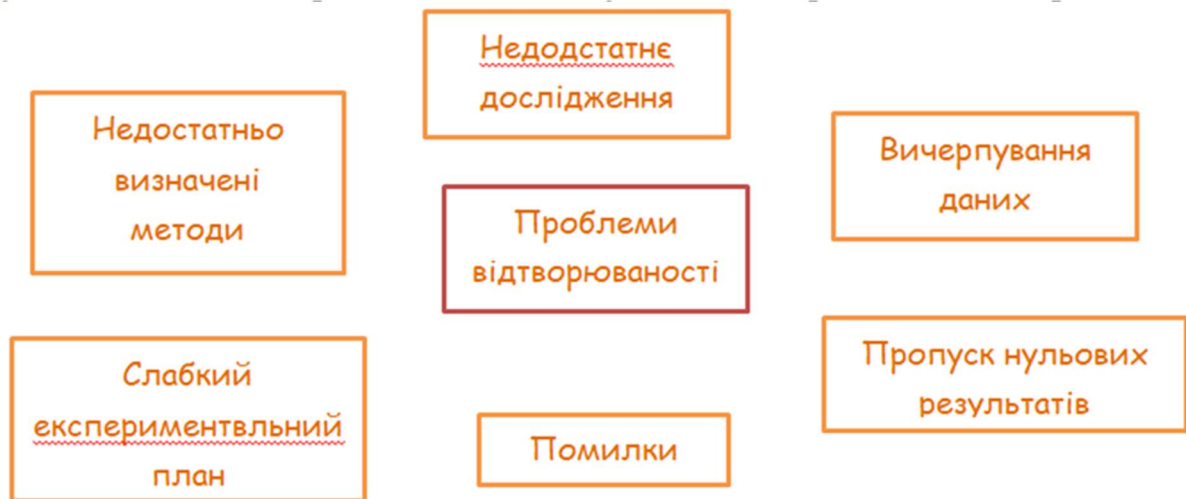 Недодстатнє
дослідження
Недостатньо
визначені
методи
Вичерпування
даних
Проблеми
відтворюваності
Слабкий
експериментвльний
план
Пропуск нульових
результатів
Помилки